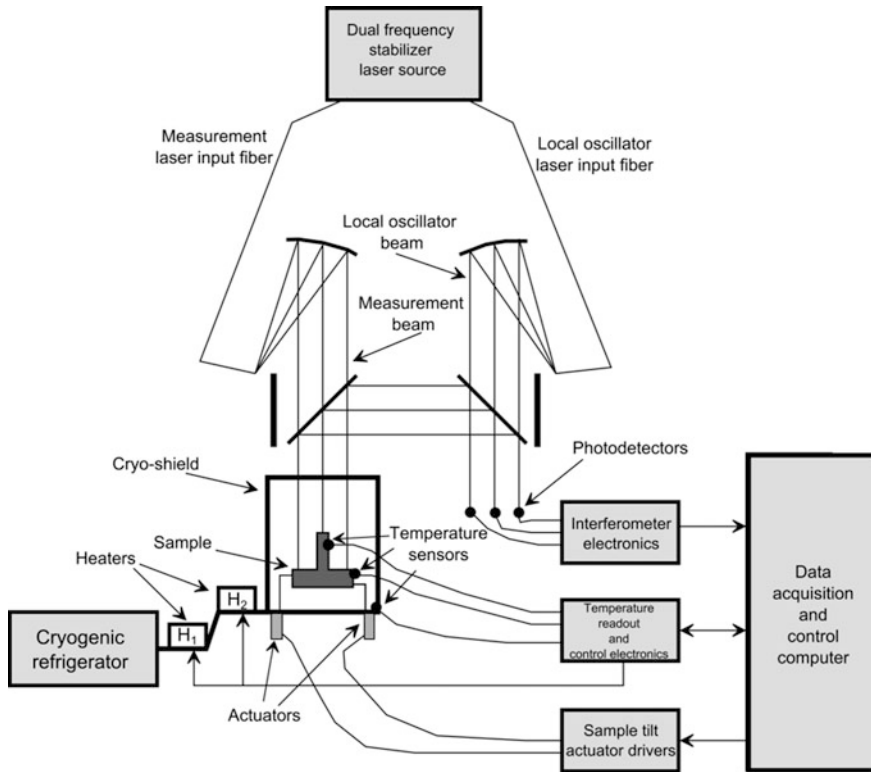 Dual frequency
stabilizer
laser source
Measurement
laser input fiber
Local oscillator
laser input fiber
Local oscillator
beam
Measurement
beam
Cryo-shield
Photodetectors
Sample
Temperature
sensors
Interferometer
electronics
Heaters
H₂
H₁
Cryogenic
refrigerator
Temperature
readout
and
control electronics
Data
acquisition
and
control
computer
Actuators
Sample tilt
actuator drivers